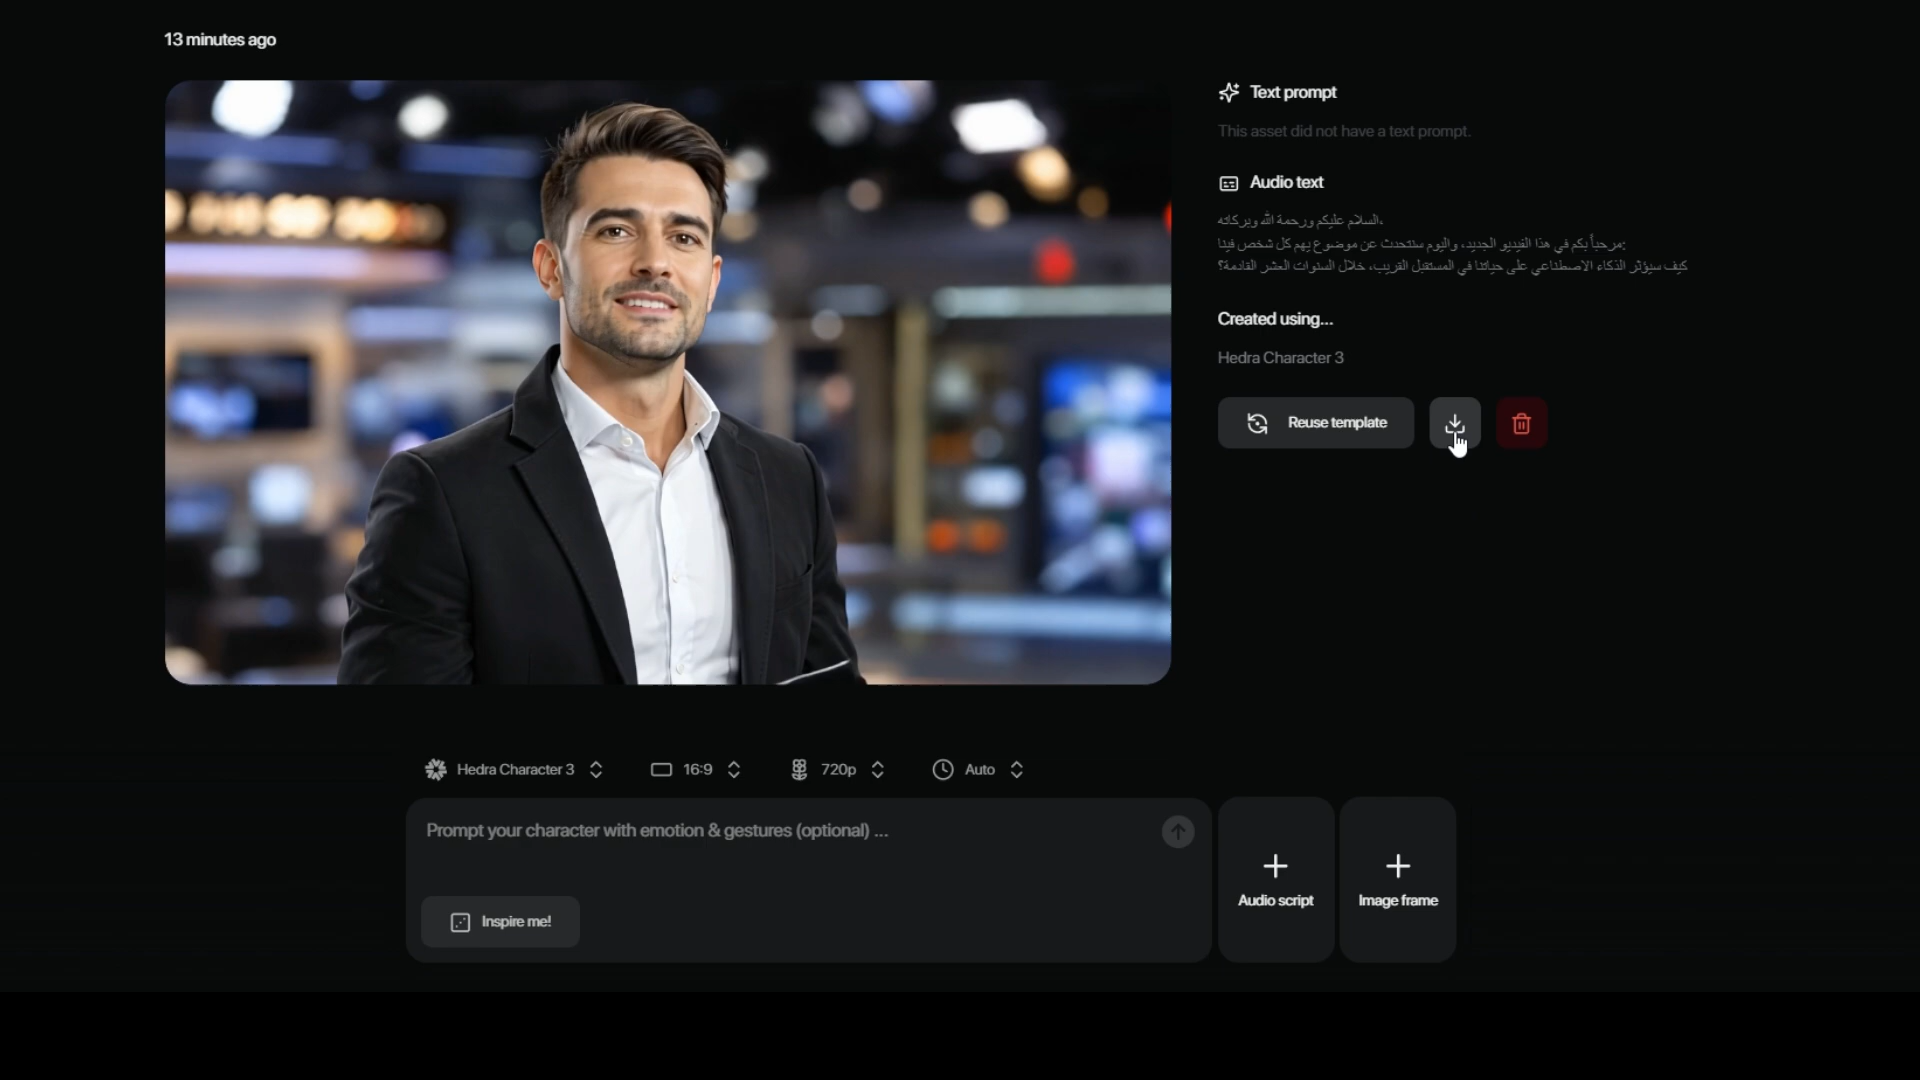 13 minutes ago
Text prompt
This asset did not have a text prompt.
Audio text
السلام عليكم ورحمة الله وبركاته،
مرحباً بكم في هذا الفيديو الجديد، واليوم سنتحدث عن موضوع يهم كل شخص فينا:
كيف سيؤثر الذكاء الاصطناعي على حياتنا في المستقبل القريب، خلال السنوات العشر القادمة؟
Created using...
Hedra Character 3
Reuse template
Hedra Character 3
16:9
720p
Auto
Prompt your character with emotion & gestures (optional) ...
Inspire me!
Audio script
Image frame